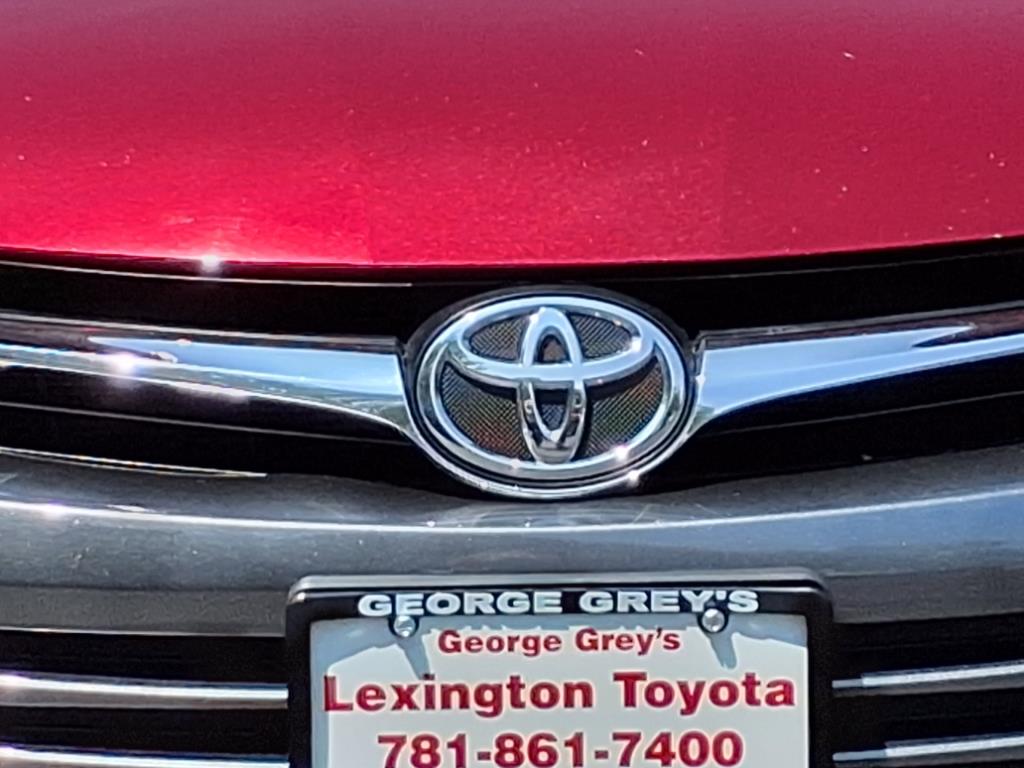 GEORGE GREY'S
George Grey's
Lexington Toyota
781-861-7400